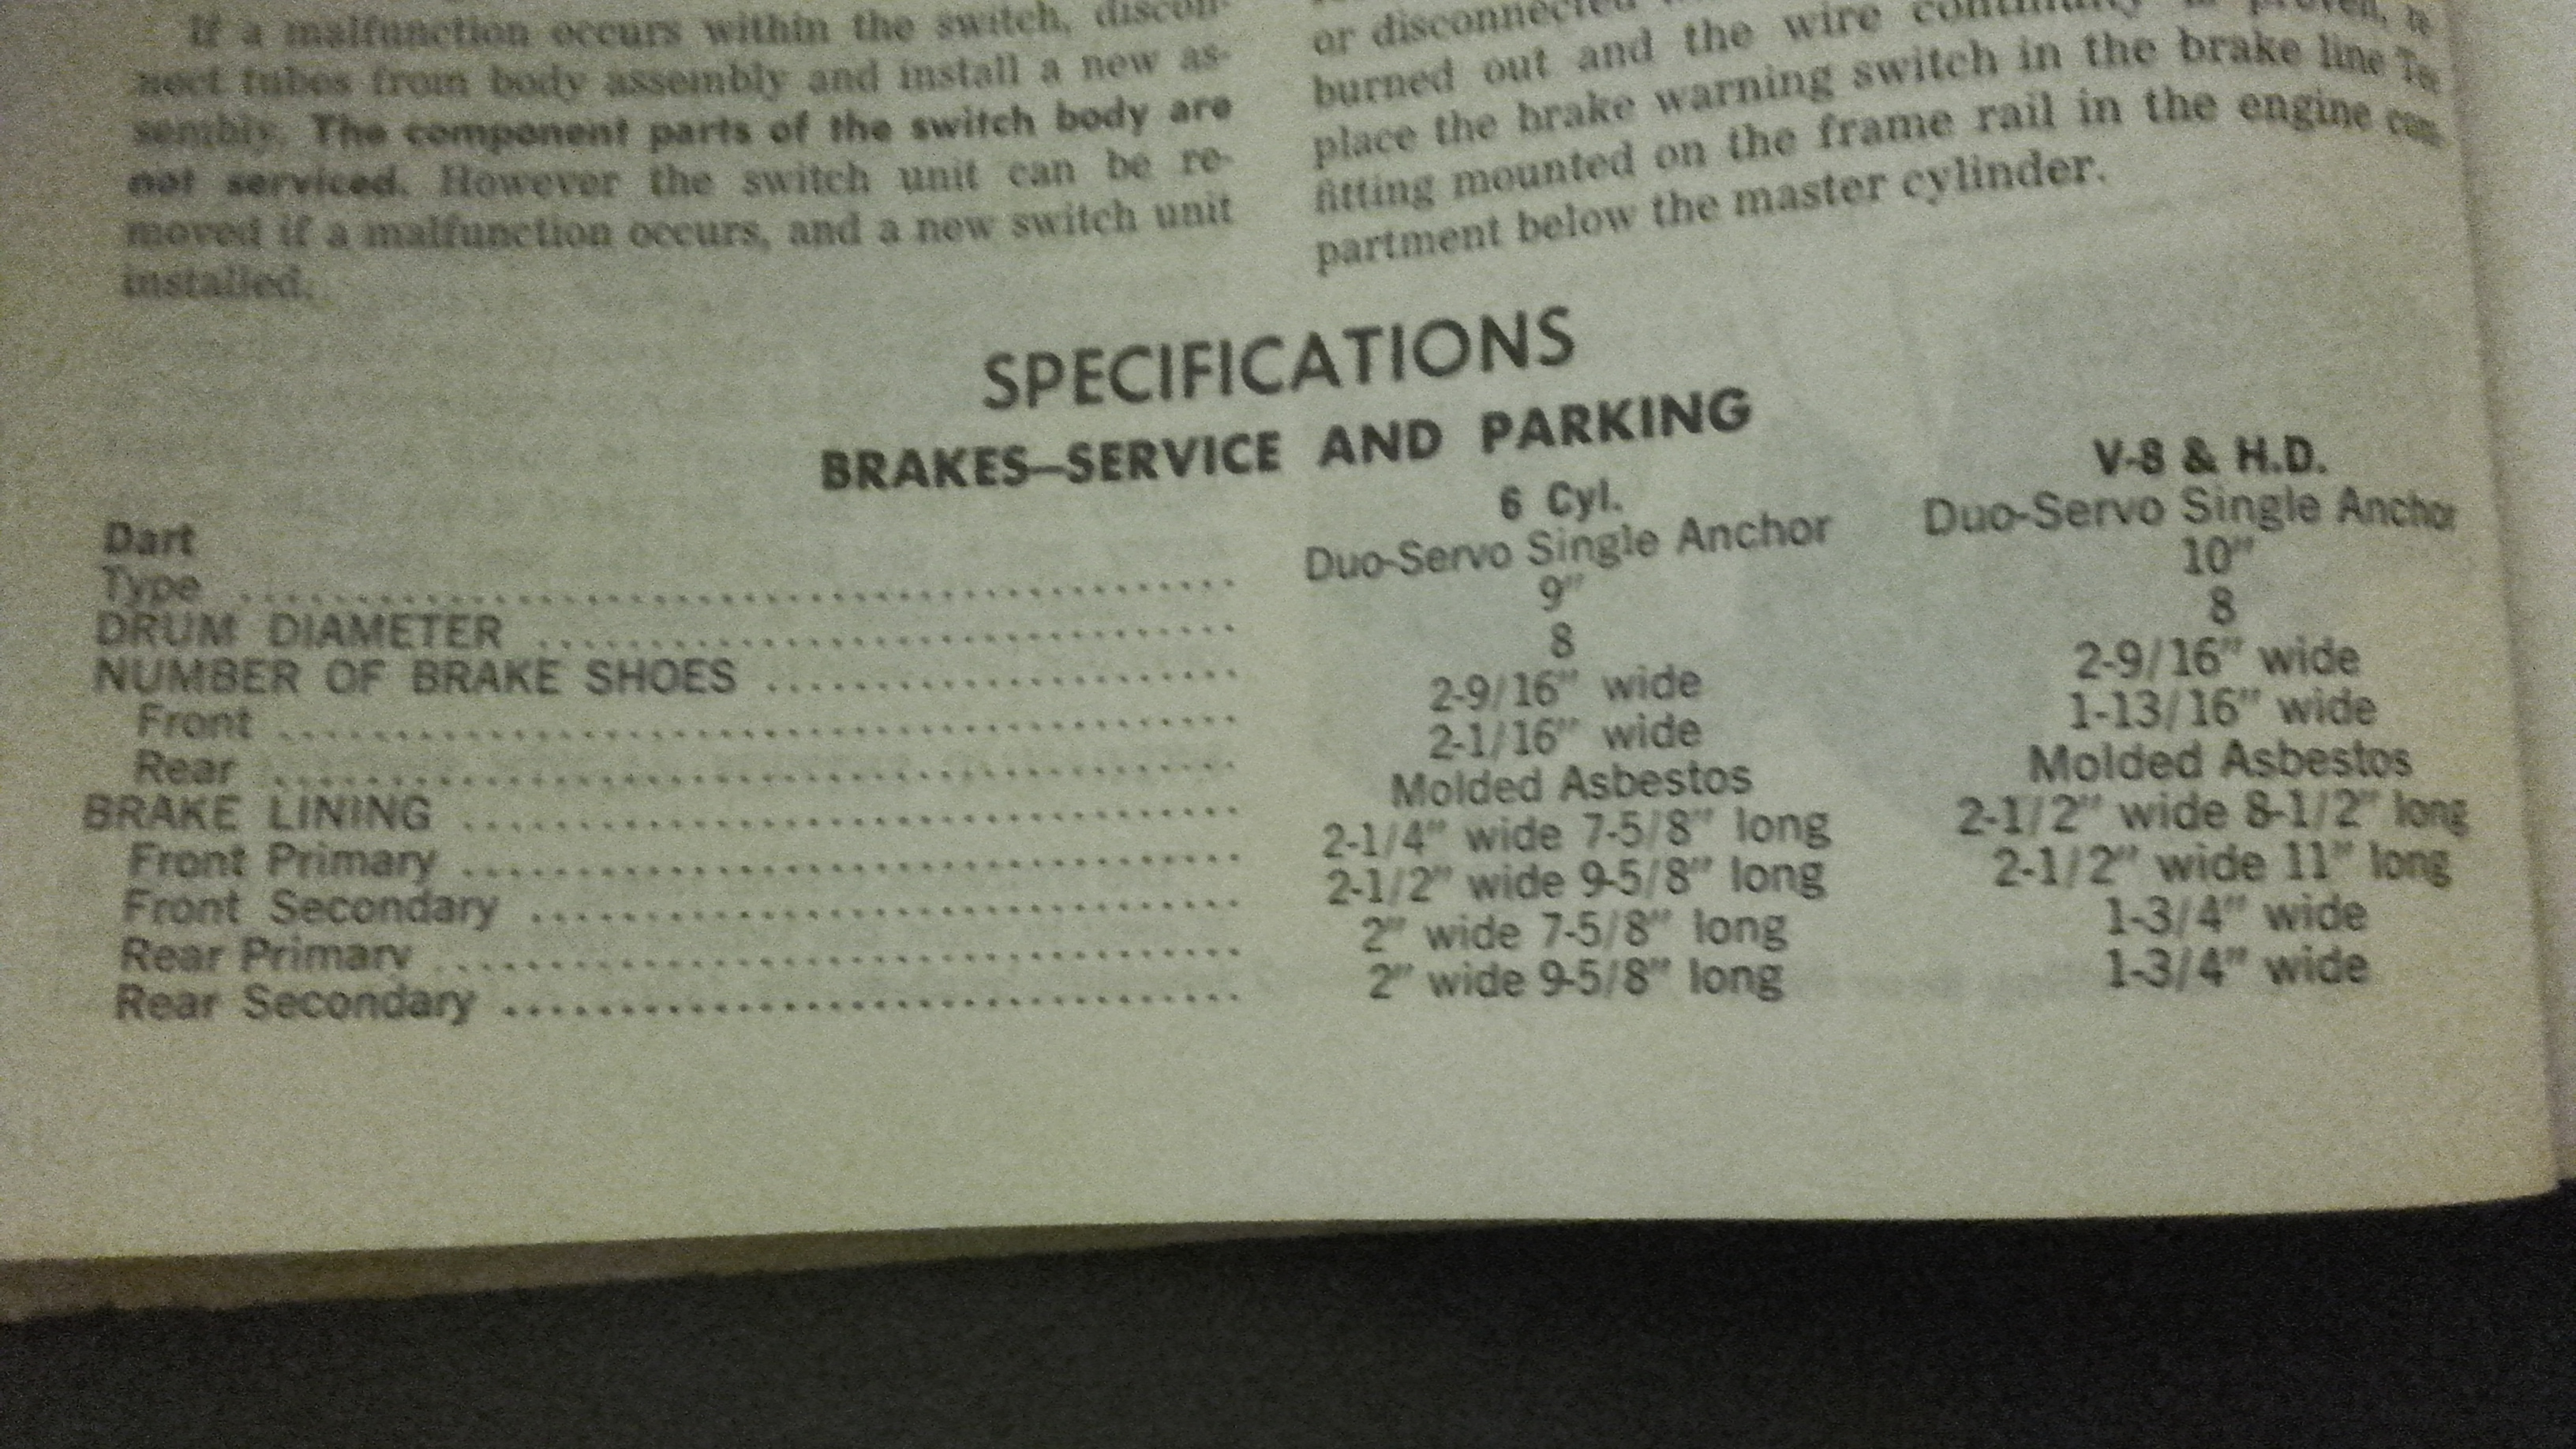 If a malfunction occurs within the switch, discon-
nect tubes from body assembly and install a new as-
sembly. The component parts of the switch body are
not serviced. However the switch unit can be re-
moved if a malfunction occurs, and a new switch unit
installed.
or disconnected
burned out and the wire continuity is proven, re
place the brake warning switch in the brake line Tee
fitting mounted on the frame rail in the engine com-
partment below the master cylinder.
SPECIFICATIONS
BRAKES—SERVICE AND PARKING
6 Cyl. V-8 & H.D.
Dart
Type .......... Duo-Servo Single Anchor Duo-Servo Single Anchor
DRUM DIAMETER .......... 9" 10"
NUMBER OF BRAKE SHOES .......... 8 8
Front .......... 2-9/16" wide 2-9/16" wide
Rear .......... 2-1/16" wide 1-13/16" wide
BRAKE LINING .......... Molded Asbestos Molded Asbestos
Front Primary .......... 2-1/4" wide 7-5/8" long 2-1/2" wide 8-1/2" long
Front Secondary .......... 2-1/2" wide 9-5/8" long 2-1/2" wide 11" long
Rear Primary .......... 2" wide 7-5/8" long 1-3/4" wide
Rear Secondary .......... 2" wide 9-5/8" long 1-3/4" wide